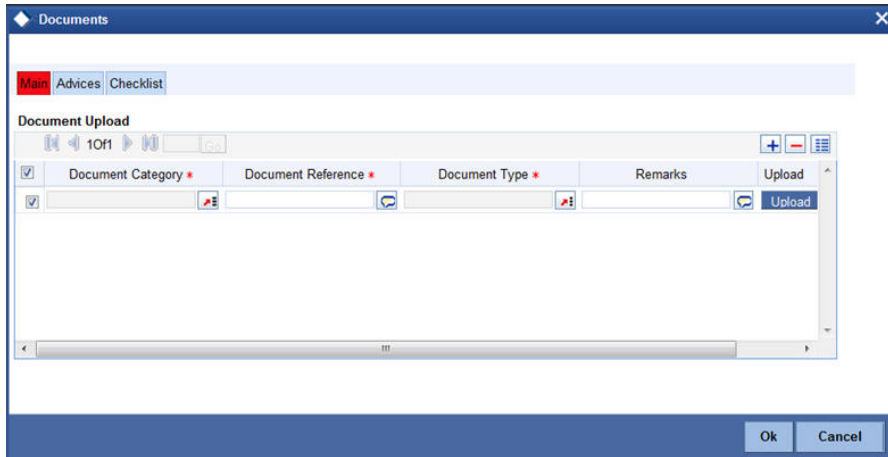 Documents
Main Advices Checklist
Document Upload
1Of1 Go
Document Category * Document Reference * Document Type * Remarks Upload
Upload
Ok Cancel